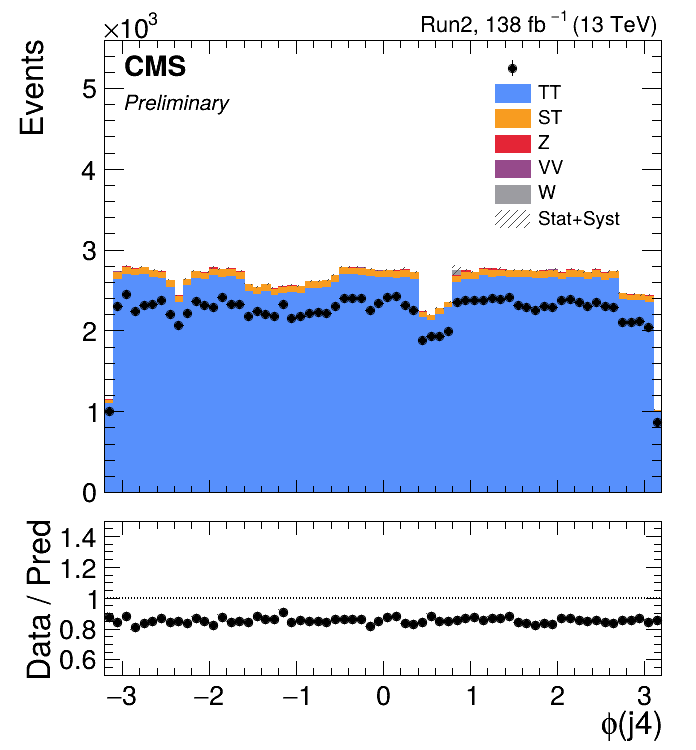 ×10³
Run2, 138 fb⁻¹ (13 TeV)
Events
CMS
Preliminary
TT
ST
Z
VV
W
Stat+Syst
5
4
3
2
1
0
Data / Pred
1.4
1.2
1
0.8
0.6
−3 −2 −1 0 1 2 3
ϕ(j4)